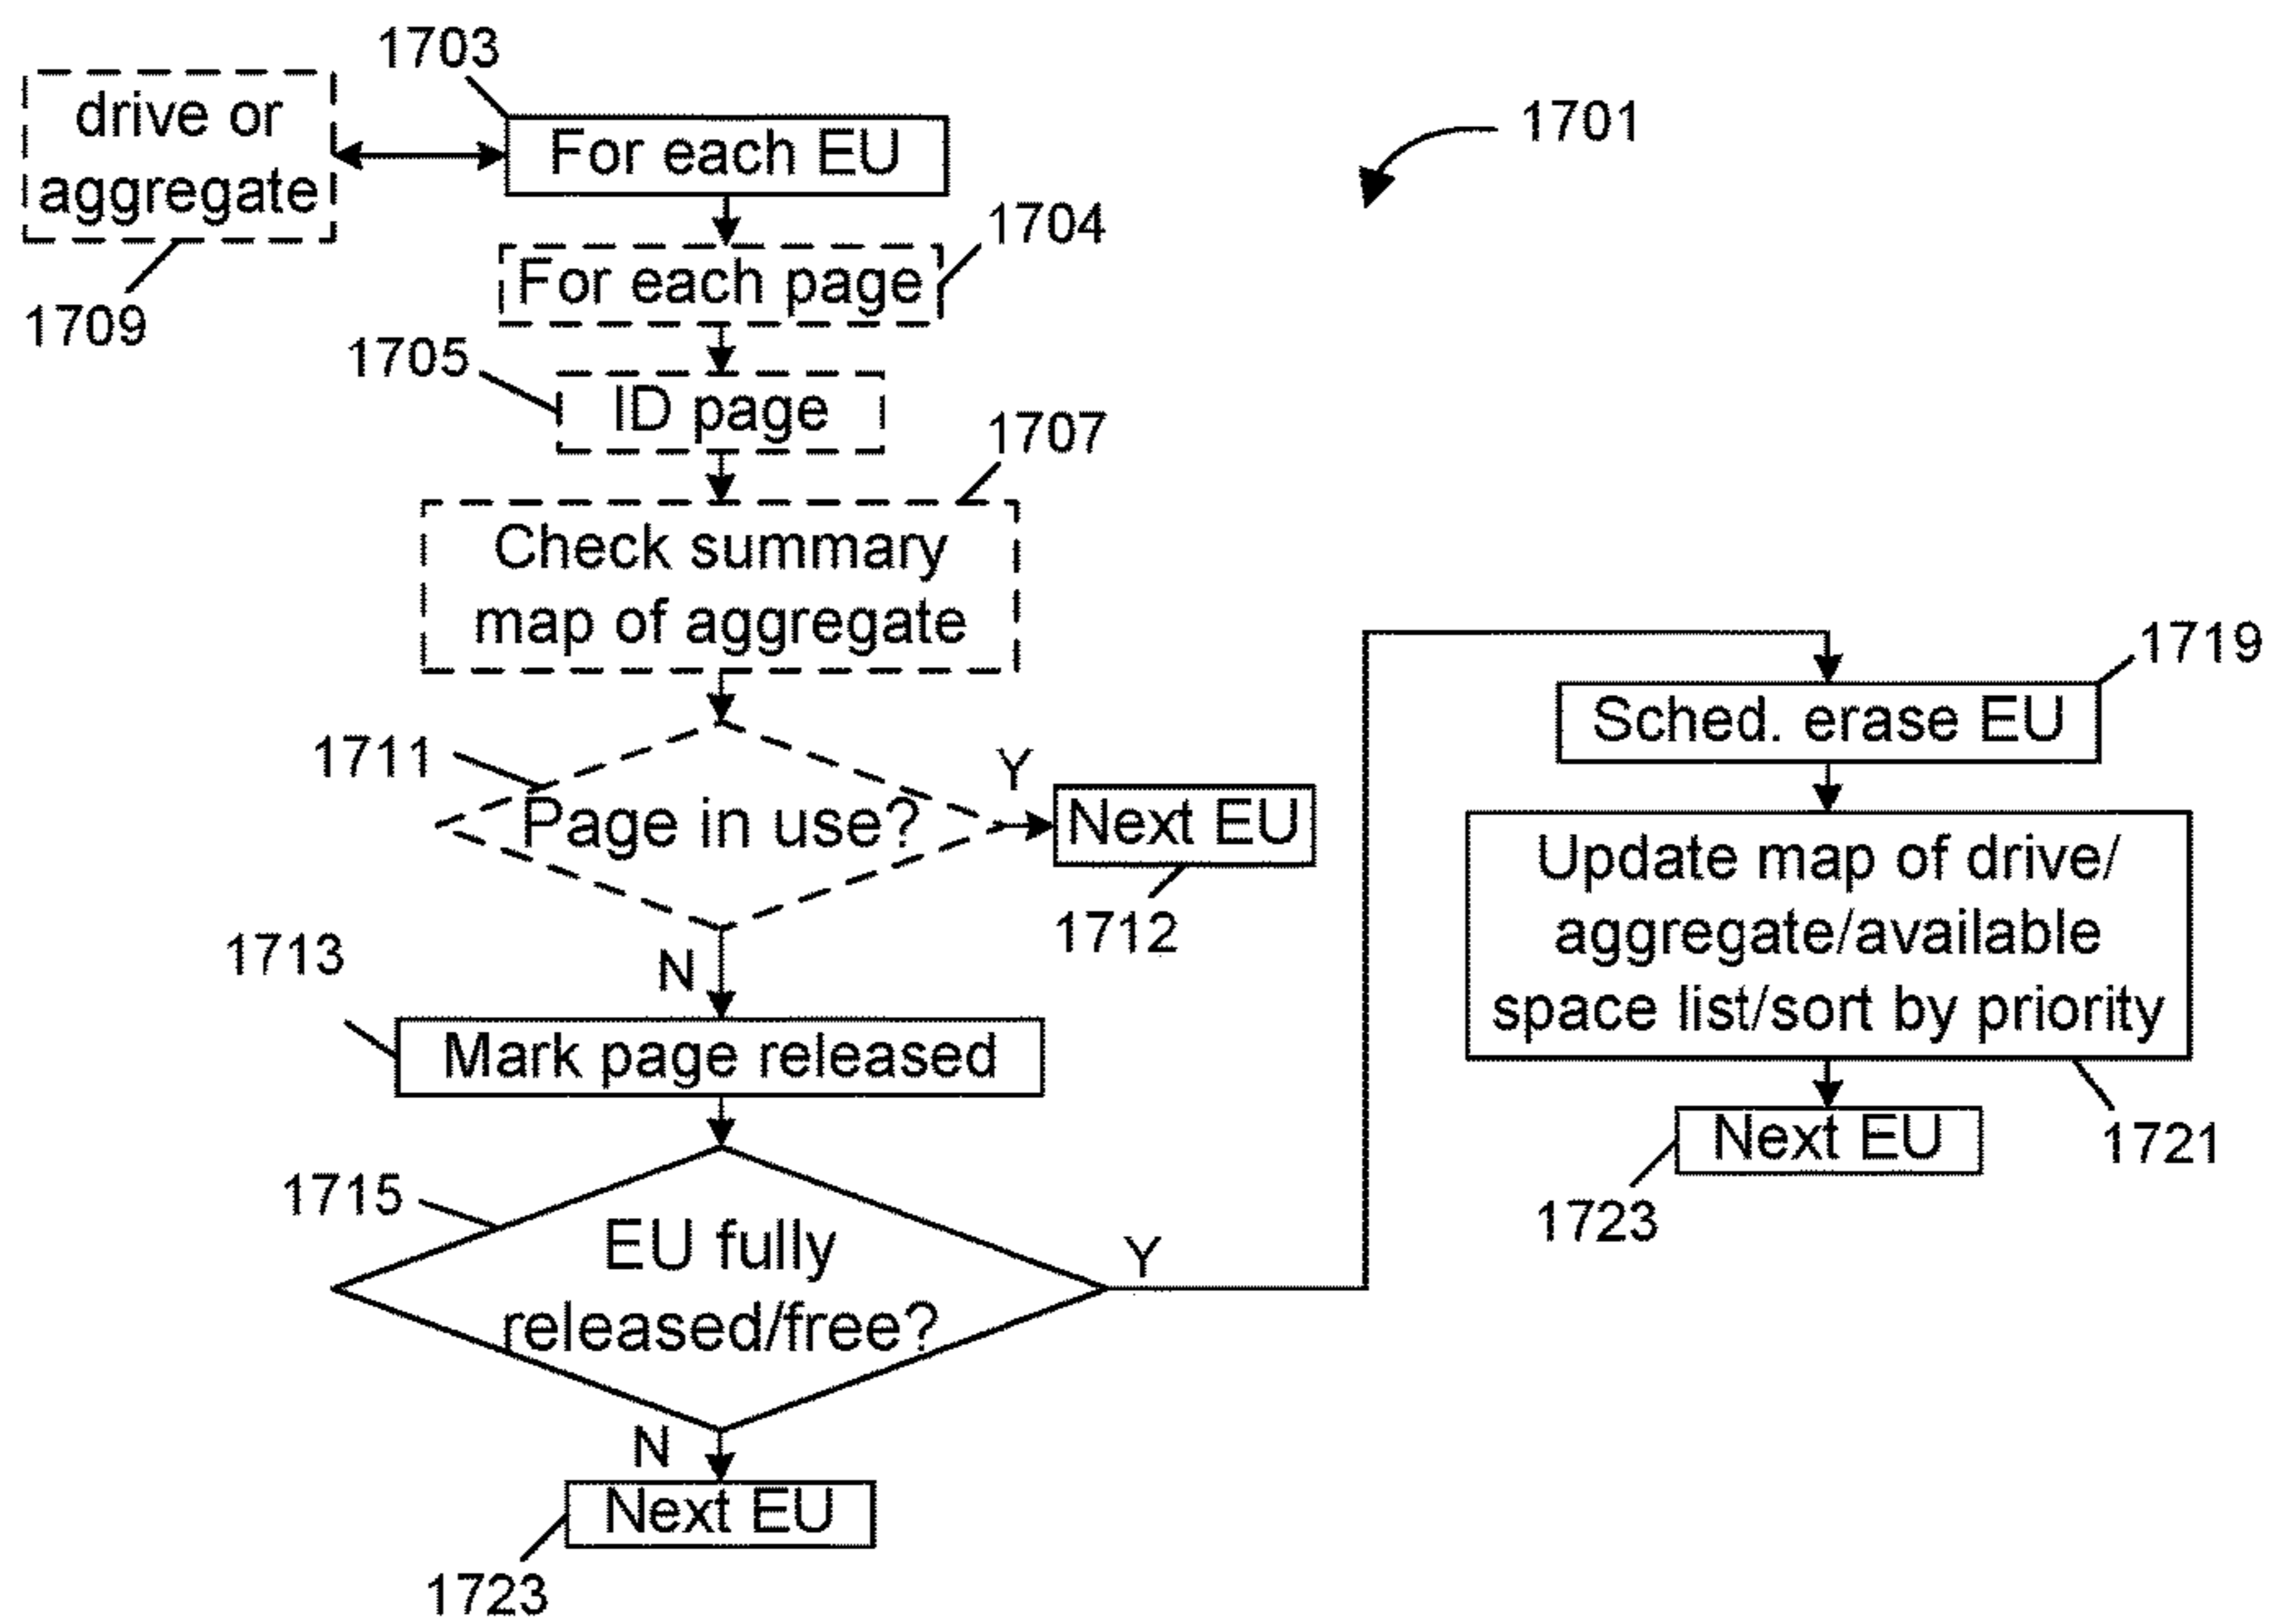 1703
drive or
aggregate
For each EU
1701
1704
For each page
1709
1705
ID page
1707
Check summary
map of aggregate
1719
Sched. erase EU
1711
Page in use?
Y
Next EU
1712
Update map of drive/
aggregate/available
space list/sort by priority
N
1713
Mark page released
1721
Next EU
1723
1715
EU fully
released/free?
Y
N
Next EU
1723